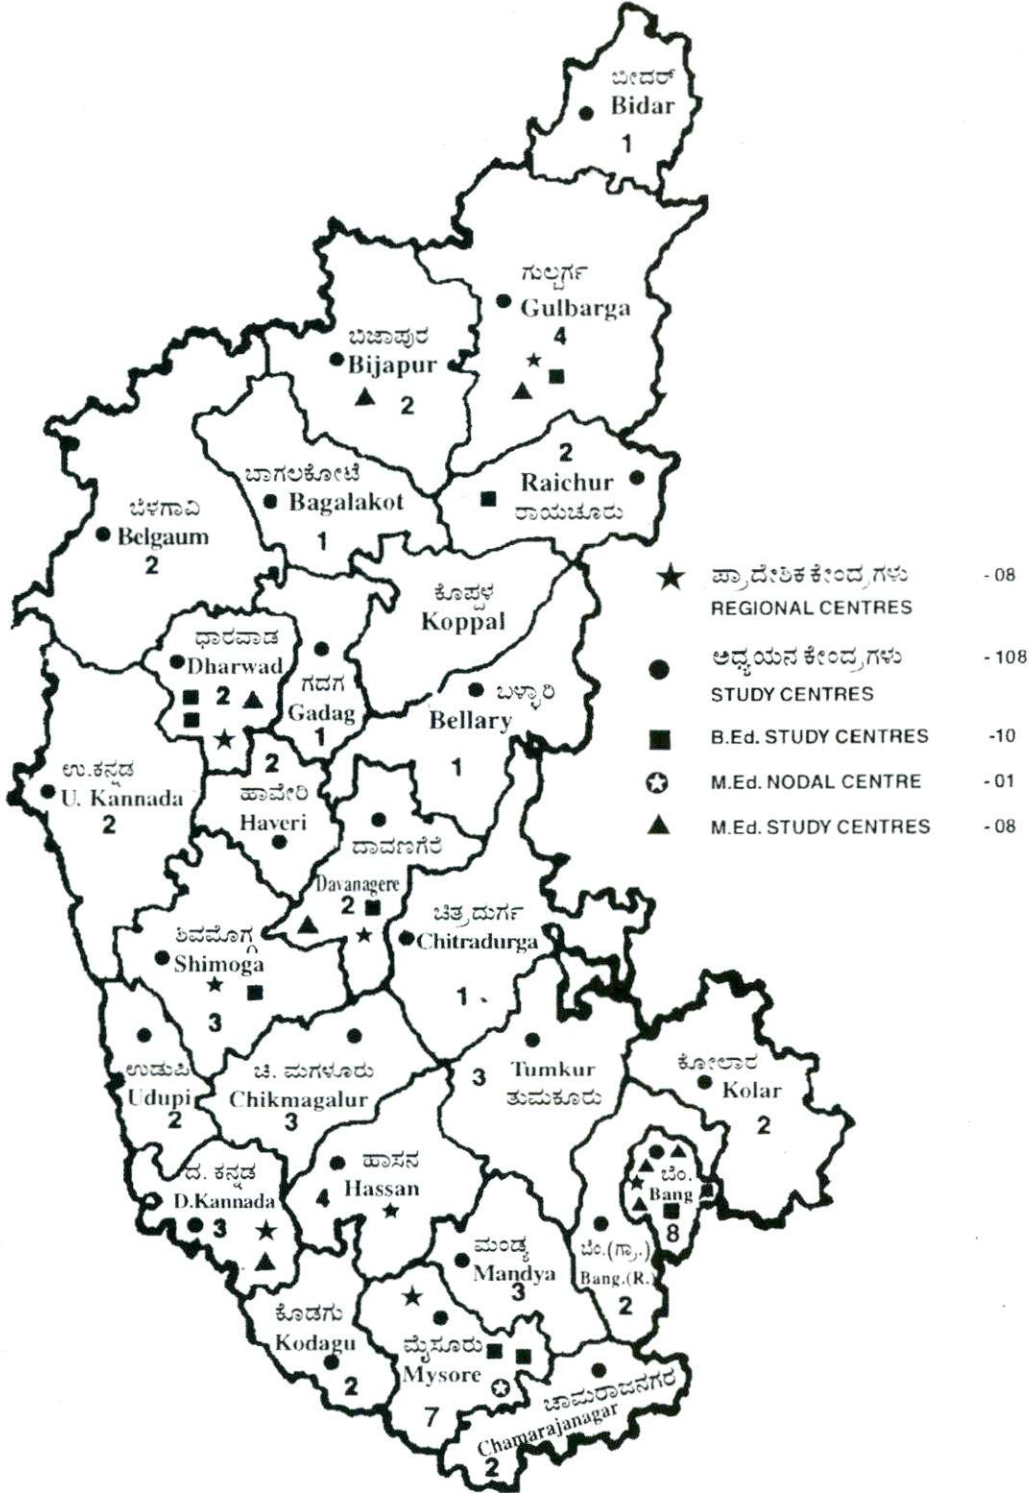 ಬೀದರ್
Bidar
1
ಗುಲ್ಬರ್ಗ
Gulbarga
4
ಬಿಜಾಪುರ
Bijapur
2
2
Raichur
ರಾಯಚೂರು
ಬಾಗಲಕೋಟೆ
Bagalakot
1
ಬೆಳಗಾವಿ
Belgaum
2
ಕೊಪ್ಪಳ
Koppal
ಧಾರವಾಡ
Dharwad
2
ಗದಗ
Gadag
1
ಬಳ್ಳಾರಿ
Bellary
1
ಉ.ಕನ್ನಡ
U. Kannada
2
2
ಹಾವೇರಿ
Haveri
ದಾವಣಗೆರೆ
Davanagere
2
ಚಿತ್ರದುರ್ಗ
Chitradurga
1
ಶಿವಮೊಗ್ಗ
Shimoga
3
ಉಡುಪಿ
Udupi
2
ಚಿ. ಮಗಳೂರು
Chikmagalur
3
3
Tumkur
ತುಮಕೂರು
ಕೋಲಾರ
Kolar
2
ದ. ಕನ್ನಡ
D.Kannada
3
ಹಾಸನ
Hassan
4
ಬೆಂ.
Bang
8
ಬೆಂ.(ಗ್ರಾ.)
Bang.(R.)
2
ಮಂಡ್ಯ
Mandya
3
ಕೊಡಗು
Kodagu
2
ಮೈಸೂರು
Mysore
7
ಚಾಮರಾಜನಗರ
Chamarajanagar
2
ಪ್ರಾದೇಶಿಕ ಕೇಂದ್ರಗಳು - 08
REGIONAL CENTRES
ಅಧ್ಯಯನ ಕೇಂದ್ರಗಳು - 108
STUDY CENTRES
B.Ed. STUDY CENTRES -10
M.Ed. NODAL CENTRE - 01
M.Ed. STUDY CENTRES - 08